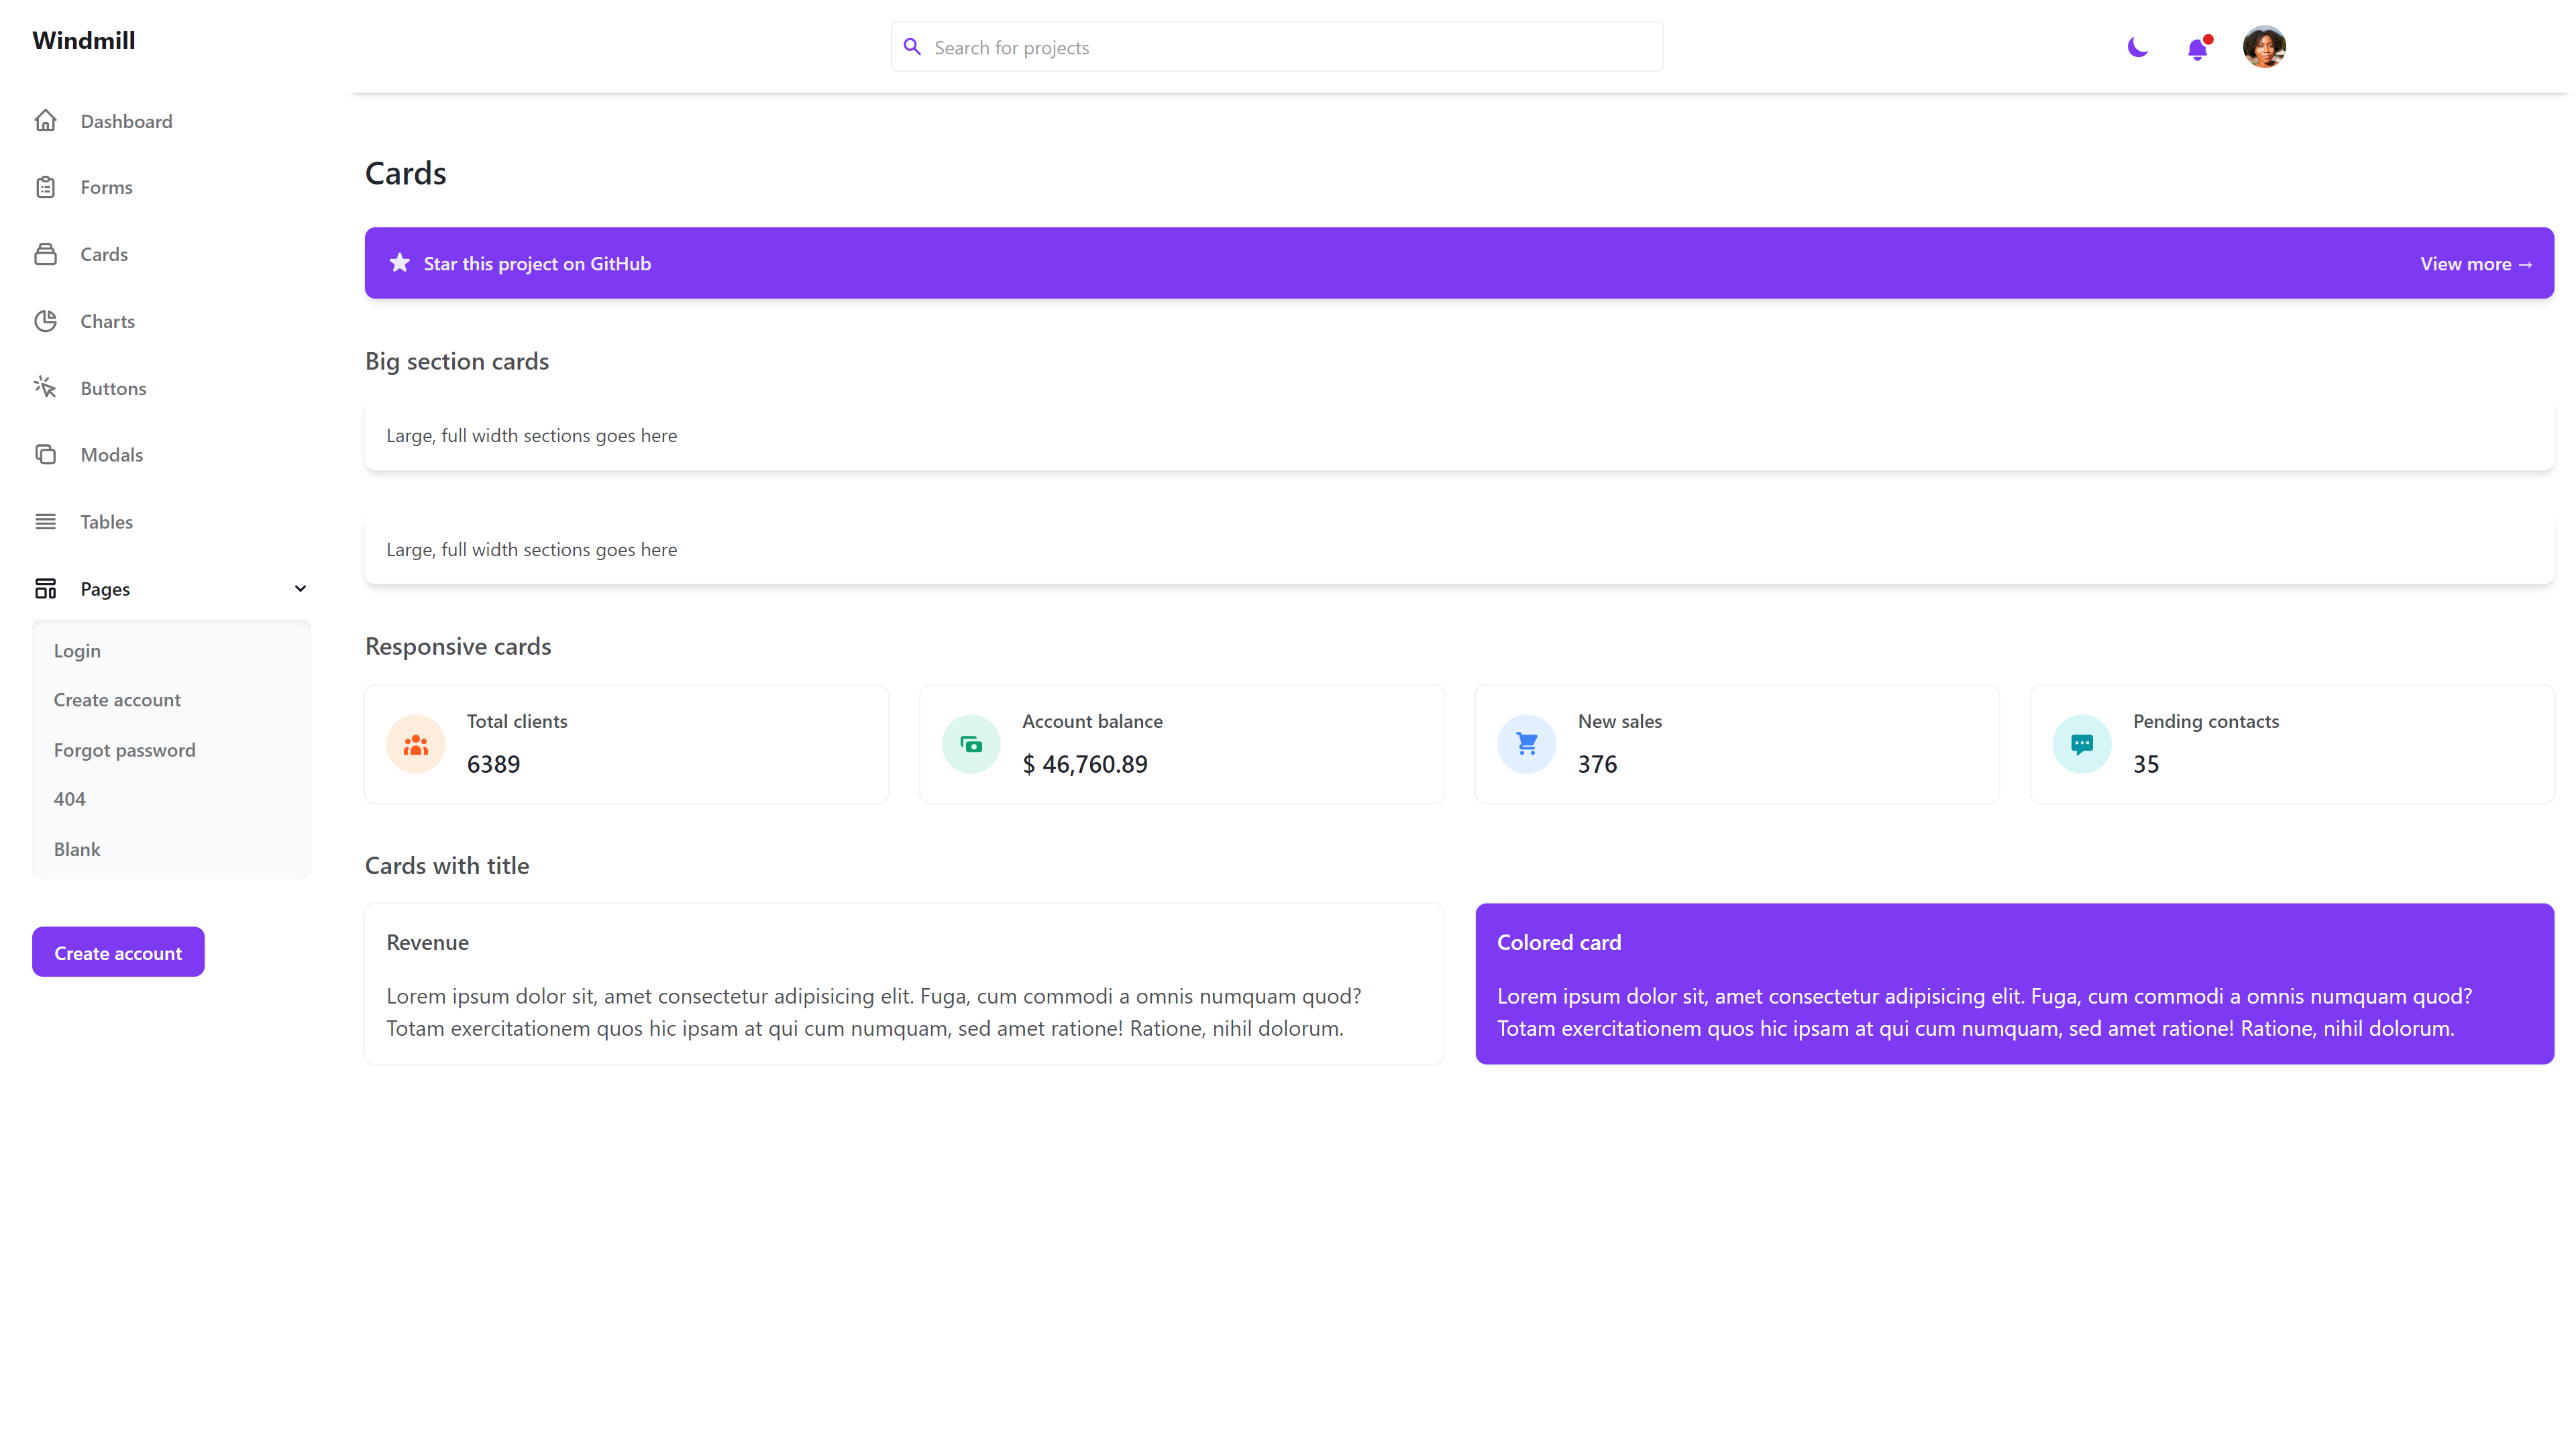 Windmill
Search for projects
Dashboard
Forms
Cards
Charts
Buttons
Modals
Tables
Pages
Login
Create account
Forgot password
404
Blank
Create account
Cards
Star this project on GitHub
View more →
Big section cards
Large, full width sections goes here
Large, full width sections goes here
Responsive cards
Total clients
6389
Account balance
$ 46,760.89
New sales
376
Pending contacts
35
Cards with title
Revenue
Lorem ipsum dolor sit, amet consectetur adipisicing elit. Fuga, cum commodi a omnis numquam quod?
Totam exercitationem quos hic ipsam at qui cum numquam, sed amet ratione! Ratione, nihil dolorum.
Colored card
Lorem ipsum dolor sit, amet consectetur adipisicing elit. Fuga, cum commodi a omnis numquam quod?
Totam exercitationem quos hic ipsam at qui cum numquam, sed amet ratione! Ratione, nihil dolorum.